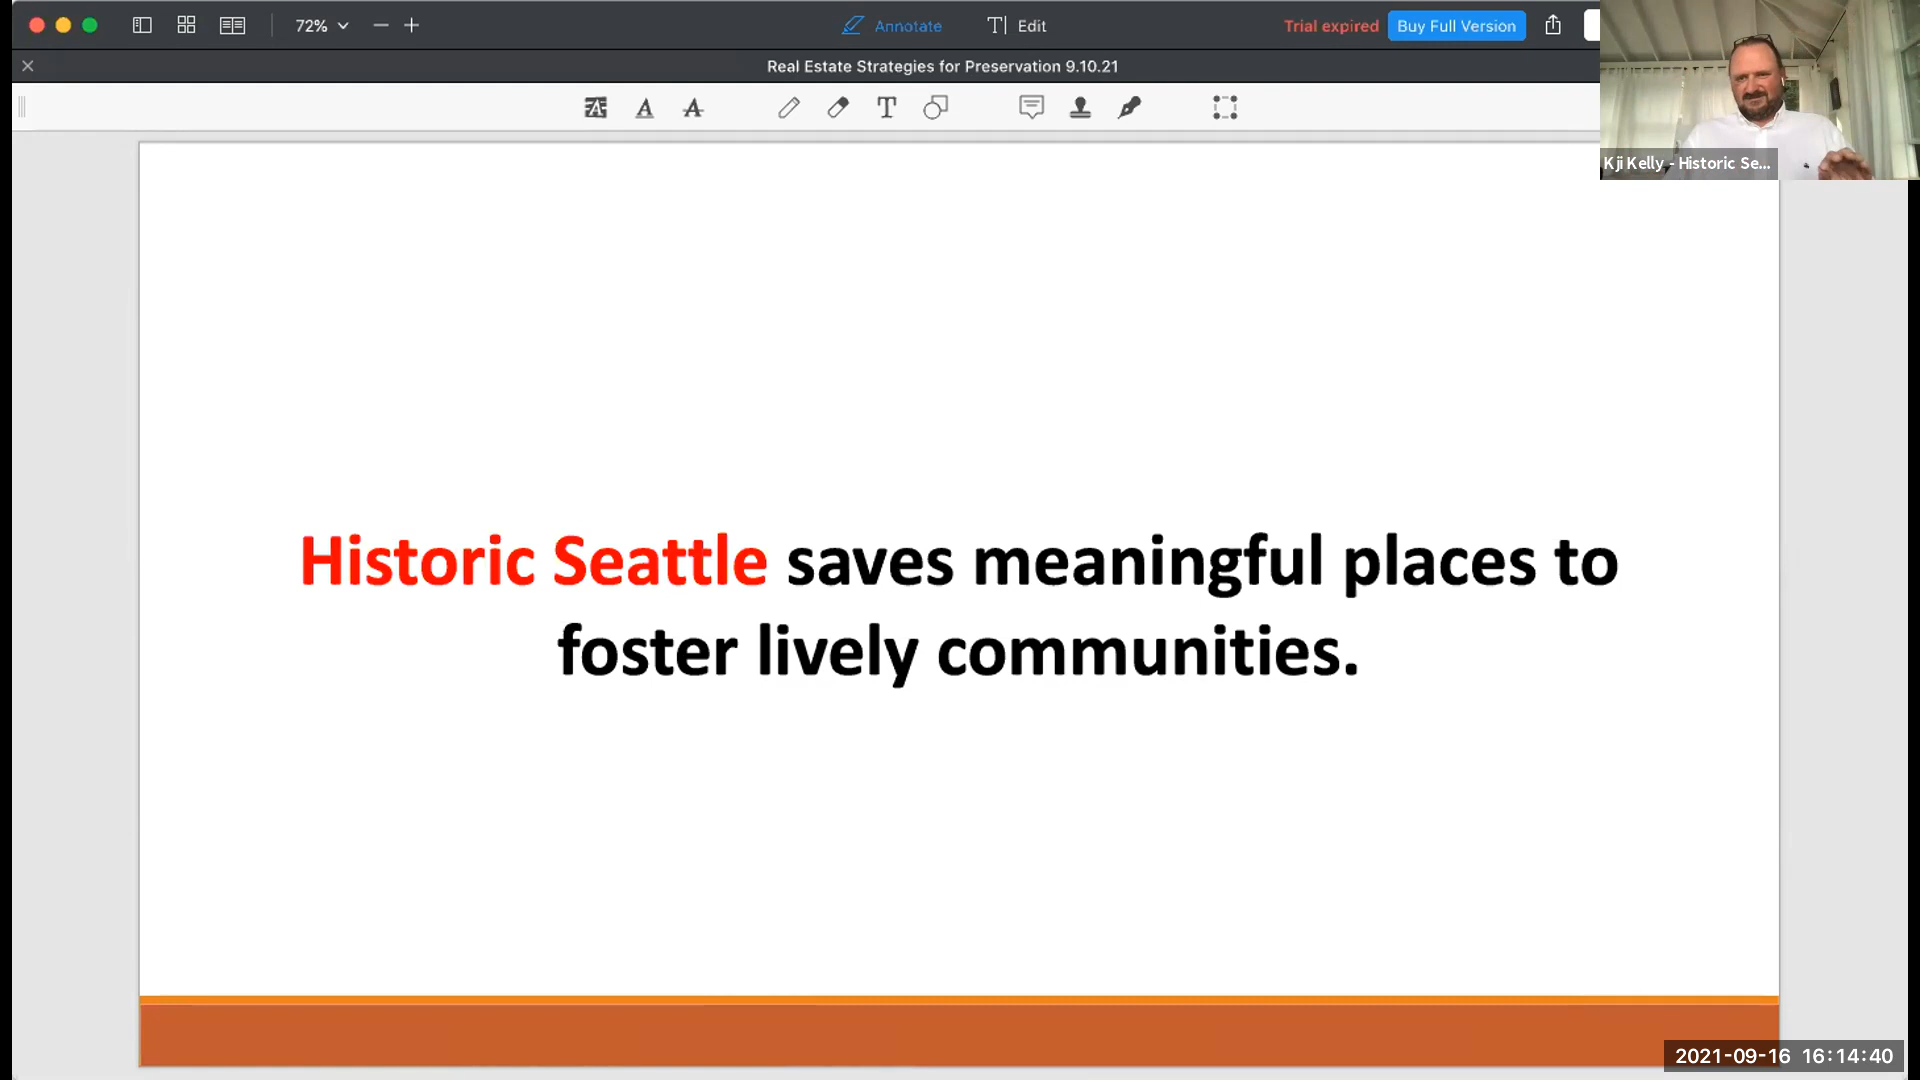 72%
Annotate
Edit
Trial expired
Buy Full Version
Real Estate Strategies for Preservation 9.10.21
Kji Kelly - Historic Se...
Historic Seattle saves meaningful places to
foster lively communities.
2021-09-16 16:14:40